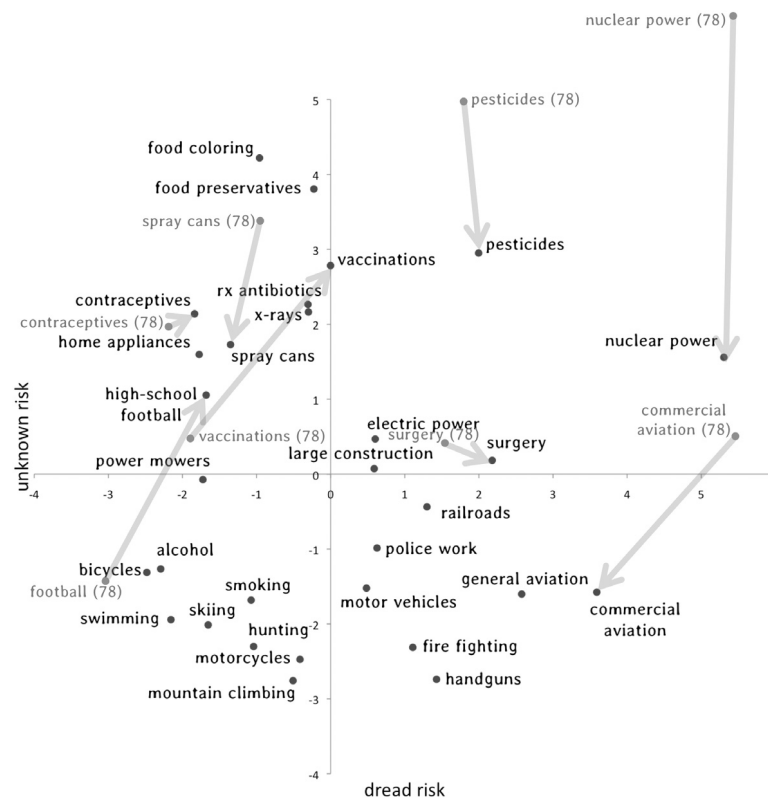 nuclear power (78)
5
pesticides (78)
food coloring
4
food preservatives
spray cans (78)
3
pesticides
vaccinations
rx antibiotics
contraceptives
x-rays
contraceptives (78)
2
home appliances
nuclear power
spray cans
high-school
football
1
commercial
aviation (78)
electric power
vaccinations (78)
surgery (78)
surgery
large construction
power mowers
0
unknown risk
-4
-3
-2
-1
0
1
2
3
4
5
railroads
-1
police work
alcohol
bicycles
football (78)
smoking
general aviation
motor vehicles
commercial
aviation
swimming
skiing
-2
hunting
fire fighting
motorcycles
handguns
mountain climbing
-3
-4
dread risk